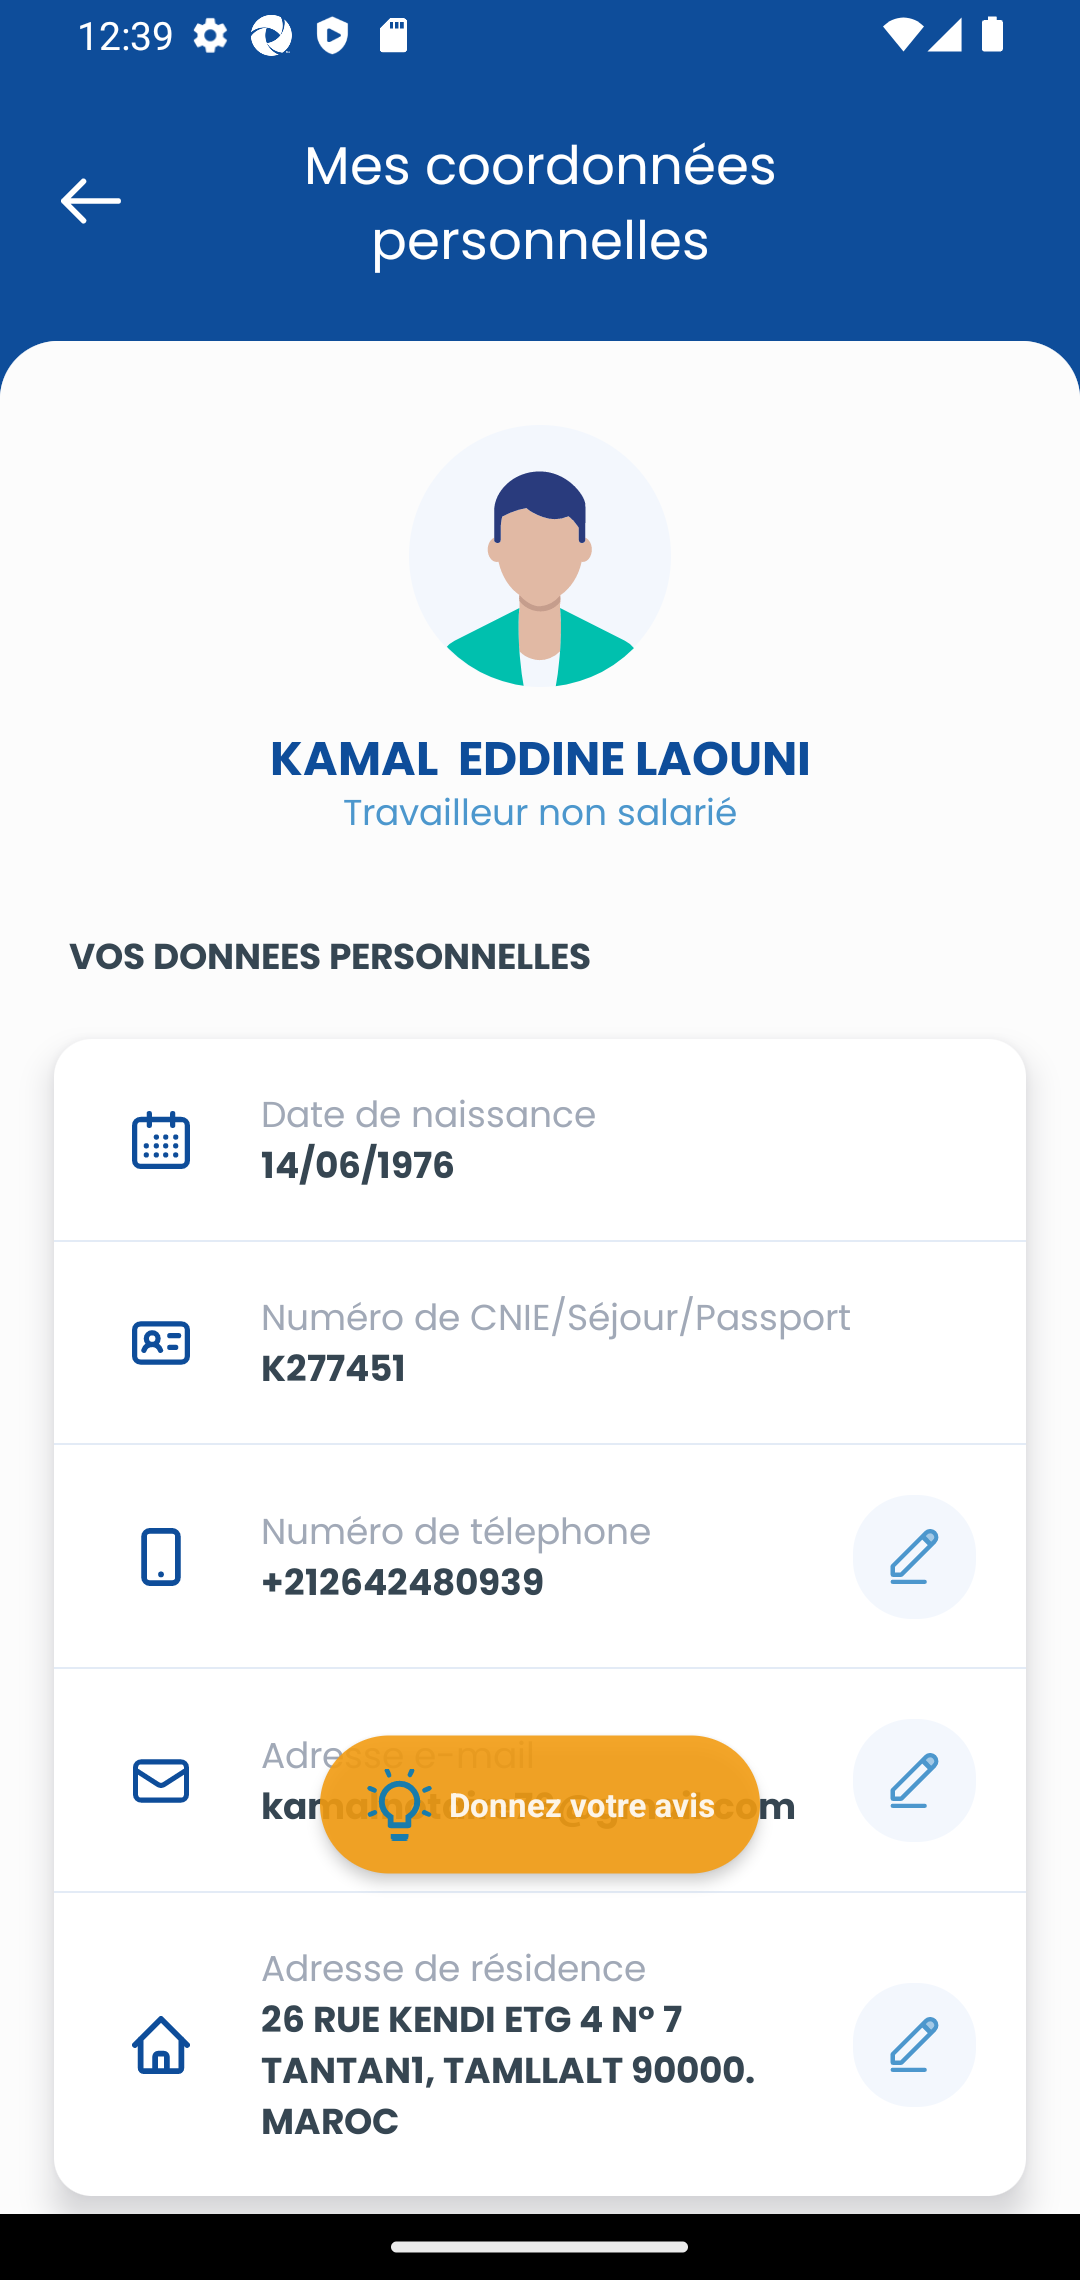 12:39
Mes coordonnées
personnelles
KAMAL  EDDINE LAOUNI
Travailleur non salarié
VOS DONNEES PERSONNELLES
Date de naissance
14/06/1976
Numéro de CNIE/Séjour/Passport
K277451
Numéro de télephone
+212642480939
Adresse e-mail
Donnez votre avis
Adresse de résidence
26 RUE KENDI ETG 4 N° 7
TANTAN1, TAMLLALT 90000.
MAROC